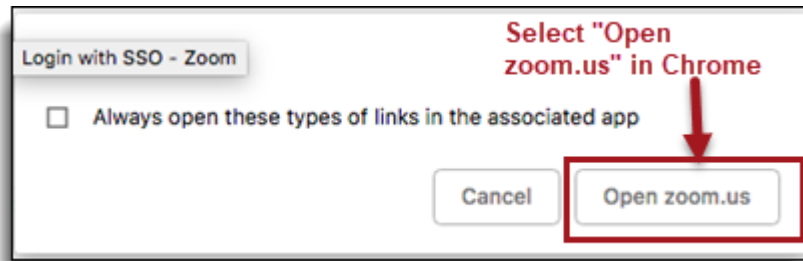 Select "Open
zoom.us" in Chrome
Login with SSO - Zoom
Always open these types of links in the associated app
Cancel
Open zoom.us